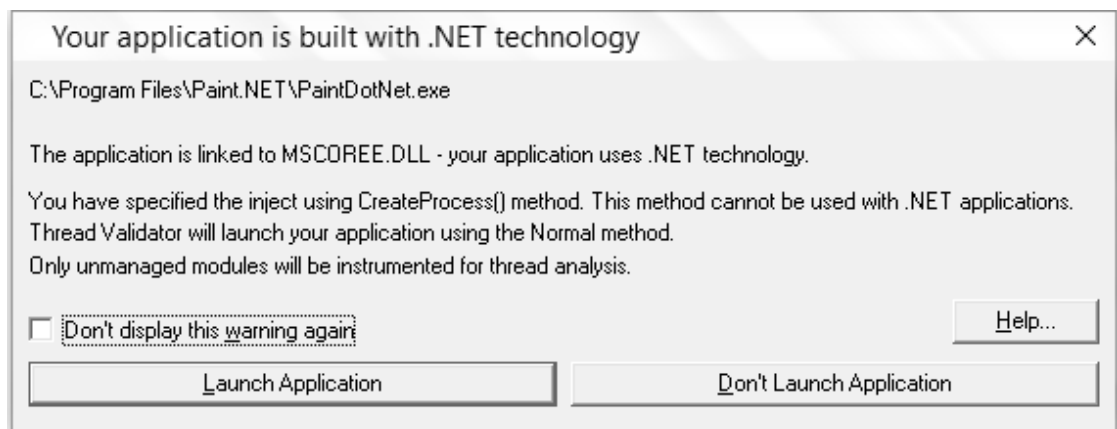 Your application is built with .NET technology
C:\Program Files\Paint.NET\PaintDotNet.exe
The application is linked to MSCOREE.DLL - your application uses .NET technology.
You have specified the inject using CreateProcess() method. This method cannot be used with .NET applications.
Thread Validator will launch your application using the Normal method.
Only unmanaged modules will be instrumented for thread analysis.
Don't display this warning again
Help...
Launch Application
Don't Launch Application